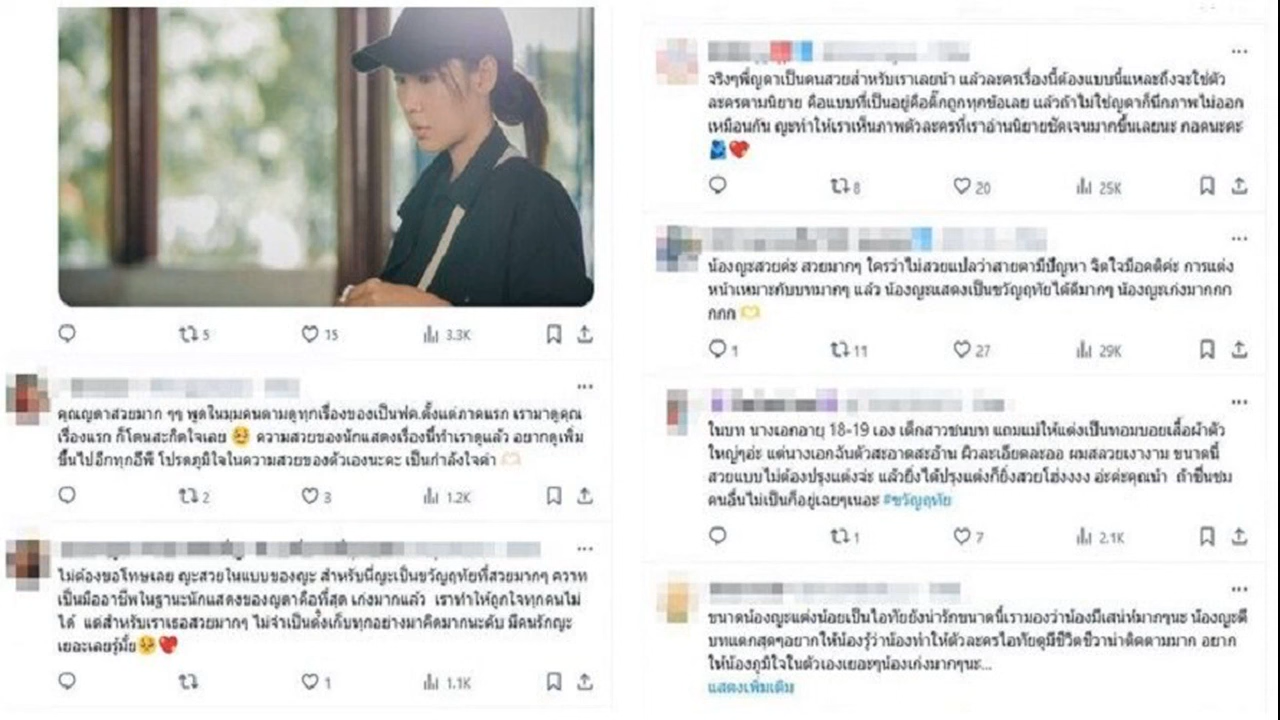 5 15 3.3K
คุณญดาสวยมาก ๆๆ พูดในมุมคนตามดูทุกเรื่องของเป็นฟค.ตั้งแต่ภาคแรก เรามาดูคุณ
เรื่องแรก ก็โดนสะกิดใจเลย 🥹 ความสวยของนักแสดงเรื่องนี้ทำเราดูแล้ว อยากดูเพิ่ม
ขึ้นไปอีกทุกอีพี โปรดภูมิใจในความสวยของตัวเองนะคะ เป็นกำลังใจค่า 🫶🏻
2 3 1.2K
ไม่ต้องขอโทษเลย ญะสวยในแบบของญะ สำหรับนี่ญะเป็นขวัญฤทัยที่สวยมากๆ ความ
เป็นมืออาชีพในฐานะนักแสดงของญดาคือที่สุด เก่งมากแล้ว เราทำให้ถูกใจทุกคนไม่
ได้ แต่สำหรับเราเธอสวยมากๆ ไม่จำเป็นตั้งเก็บทุกอย่างมาคิดมากนะคับ มีคนรักญะ
เยอะเลยรู้มั้ย🥹❤️
1 1.1K
จริงๆพี่ญดาเป็นคนสวยสำหรับเราเลยน้า แล้วละครเรื่องนี้ต้องแบบนี้แหละถึงจะใช่ตัว
ละครตามนิยาย คือแบบที่เป็นอยู่คือติ๊กถูกทุกข้อเลย แล้วถ้าไม่ใช่ญดาก็นึกภาพไม่ออก
เหมือนกัน ญะทำให้เราเห็นภาพตัวละครที่เราอ่านนิยายชัดเจนมากขึ้นเลยนะ กอดนะคะ
🫂💖
8 20 25K
น้องญะสวยค่ะ สวยมากๆ ใครว่าไม่สวยแปลว่าสายตามีปัญหา จิตใจมีอคติค่ะ การแต่ง
หน้าเหมาะกับบทมากๆ แล้ว น้องญะแสดงเป็นขวัญฤทัยได้ดีมากๆ น้องญะเก่งมากกก
กกก 🫶
1 11 27 29K
ในบท นางเอกอายุ 18-19 เอง เด็กสาวชนบท แถมแม่ให้แต่งเป็นทอมบอยเสื้อผ้าตัว
ใหญ่ๆอ่ะ แต่นางเอกฉันตัวสะอาดสะอ้าน ผิวละเอียดละออ ผมสลวยเงางาม ขนาดนี้
สวยแบบไม่ต้องปรุงแต่งจ่ะ แล้วยิ่งได้ปรุงแต่งก็ยิ่งสวยโฮ่งงงง อ่ะค่ะคุณน้า ถ้าชื่นชม
คนอื่นไม่เป็นก็อยู่เฉยๆเนอะ #ขวัญฤทัย
1 7 2.1K
ขนาดน้องญะแต่งน้อยเป็นไอทัยยังน่ารักขนาดนี้เรามองว่าน้องมีเสน่ห์มากๆนะ น้องญะตี
บทแตกสุดๆอยากให้น้องรู้ว่าน้องทำให้ตัวละครไอทัยดูมีชีวิตชีวาน่าติดตามมาก อยาก
ให้น้องภูมิใจในตัวเองเยอะๆน้องเก่งมากๆนะ...
แสดงเพิ่มเติม